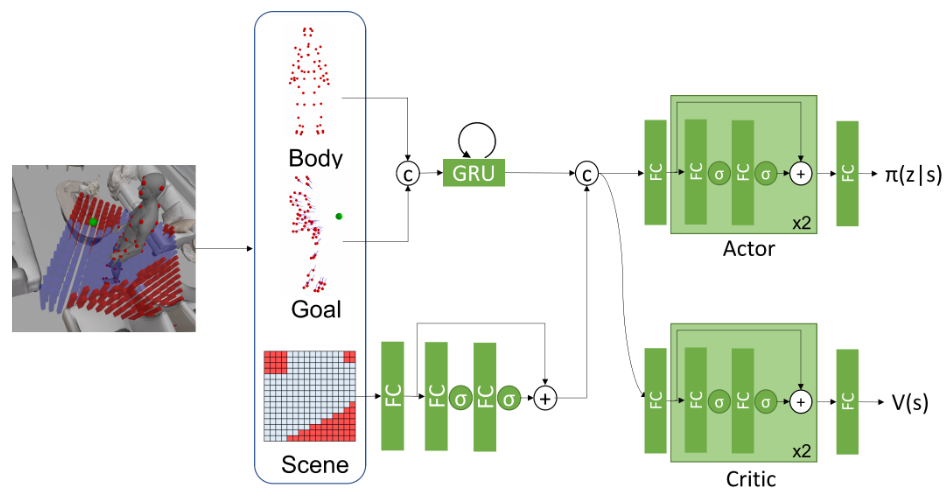 Body
Goal
Scene
c
GRU
c
FC
FC
σ
FC
σ
+
FC
FC
σ
FC
σ
+
x2
FC
π(z|s)
Actor
FC
FC
σ
FC
σ
+
x2
FC
V(s)
Critic